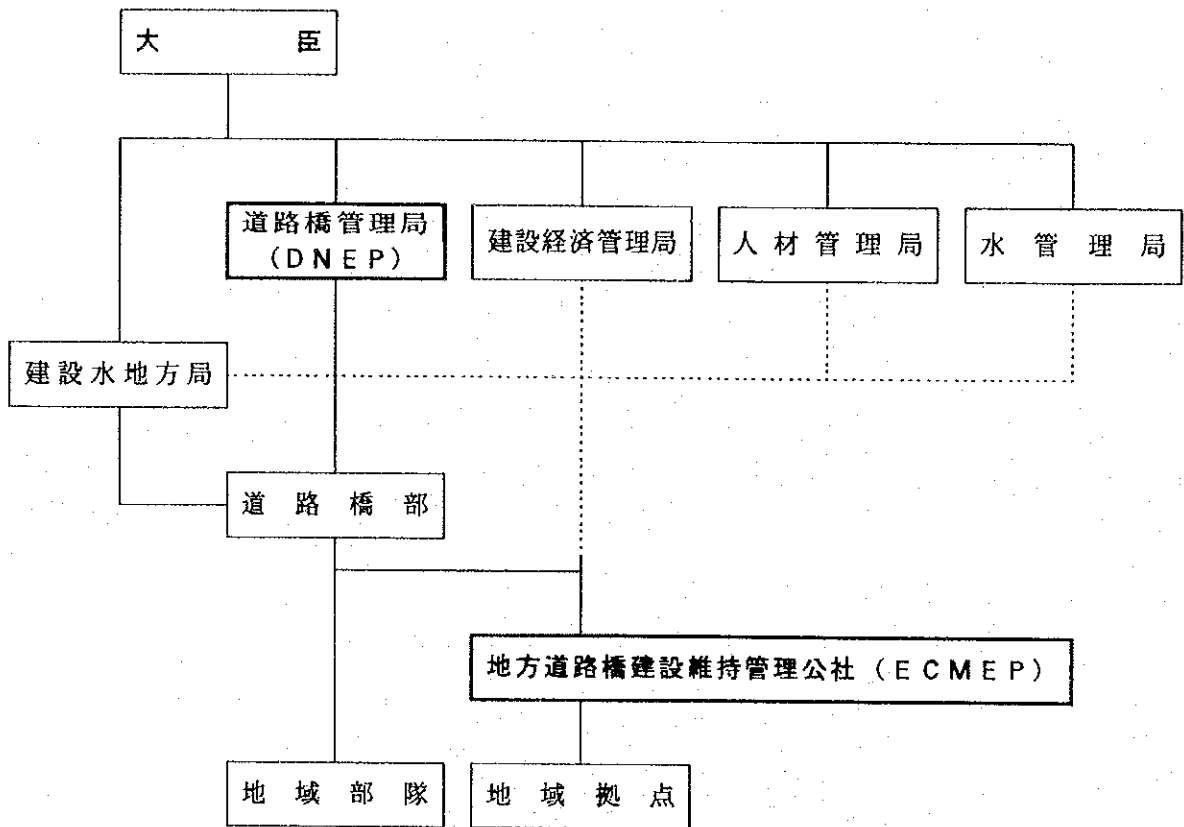 大臣
道路橋管理局
(DNEP)
建設経済管理局
人材管理局
水管理局
建設水地方局
道路橋部
地方道路橋建設維持管理公社（ECMEP）
地域部隊
地域拠点